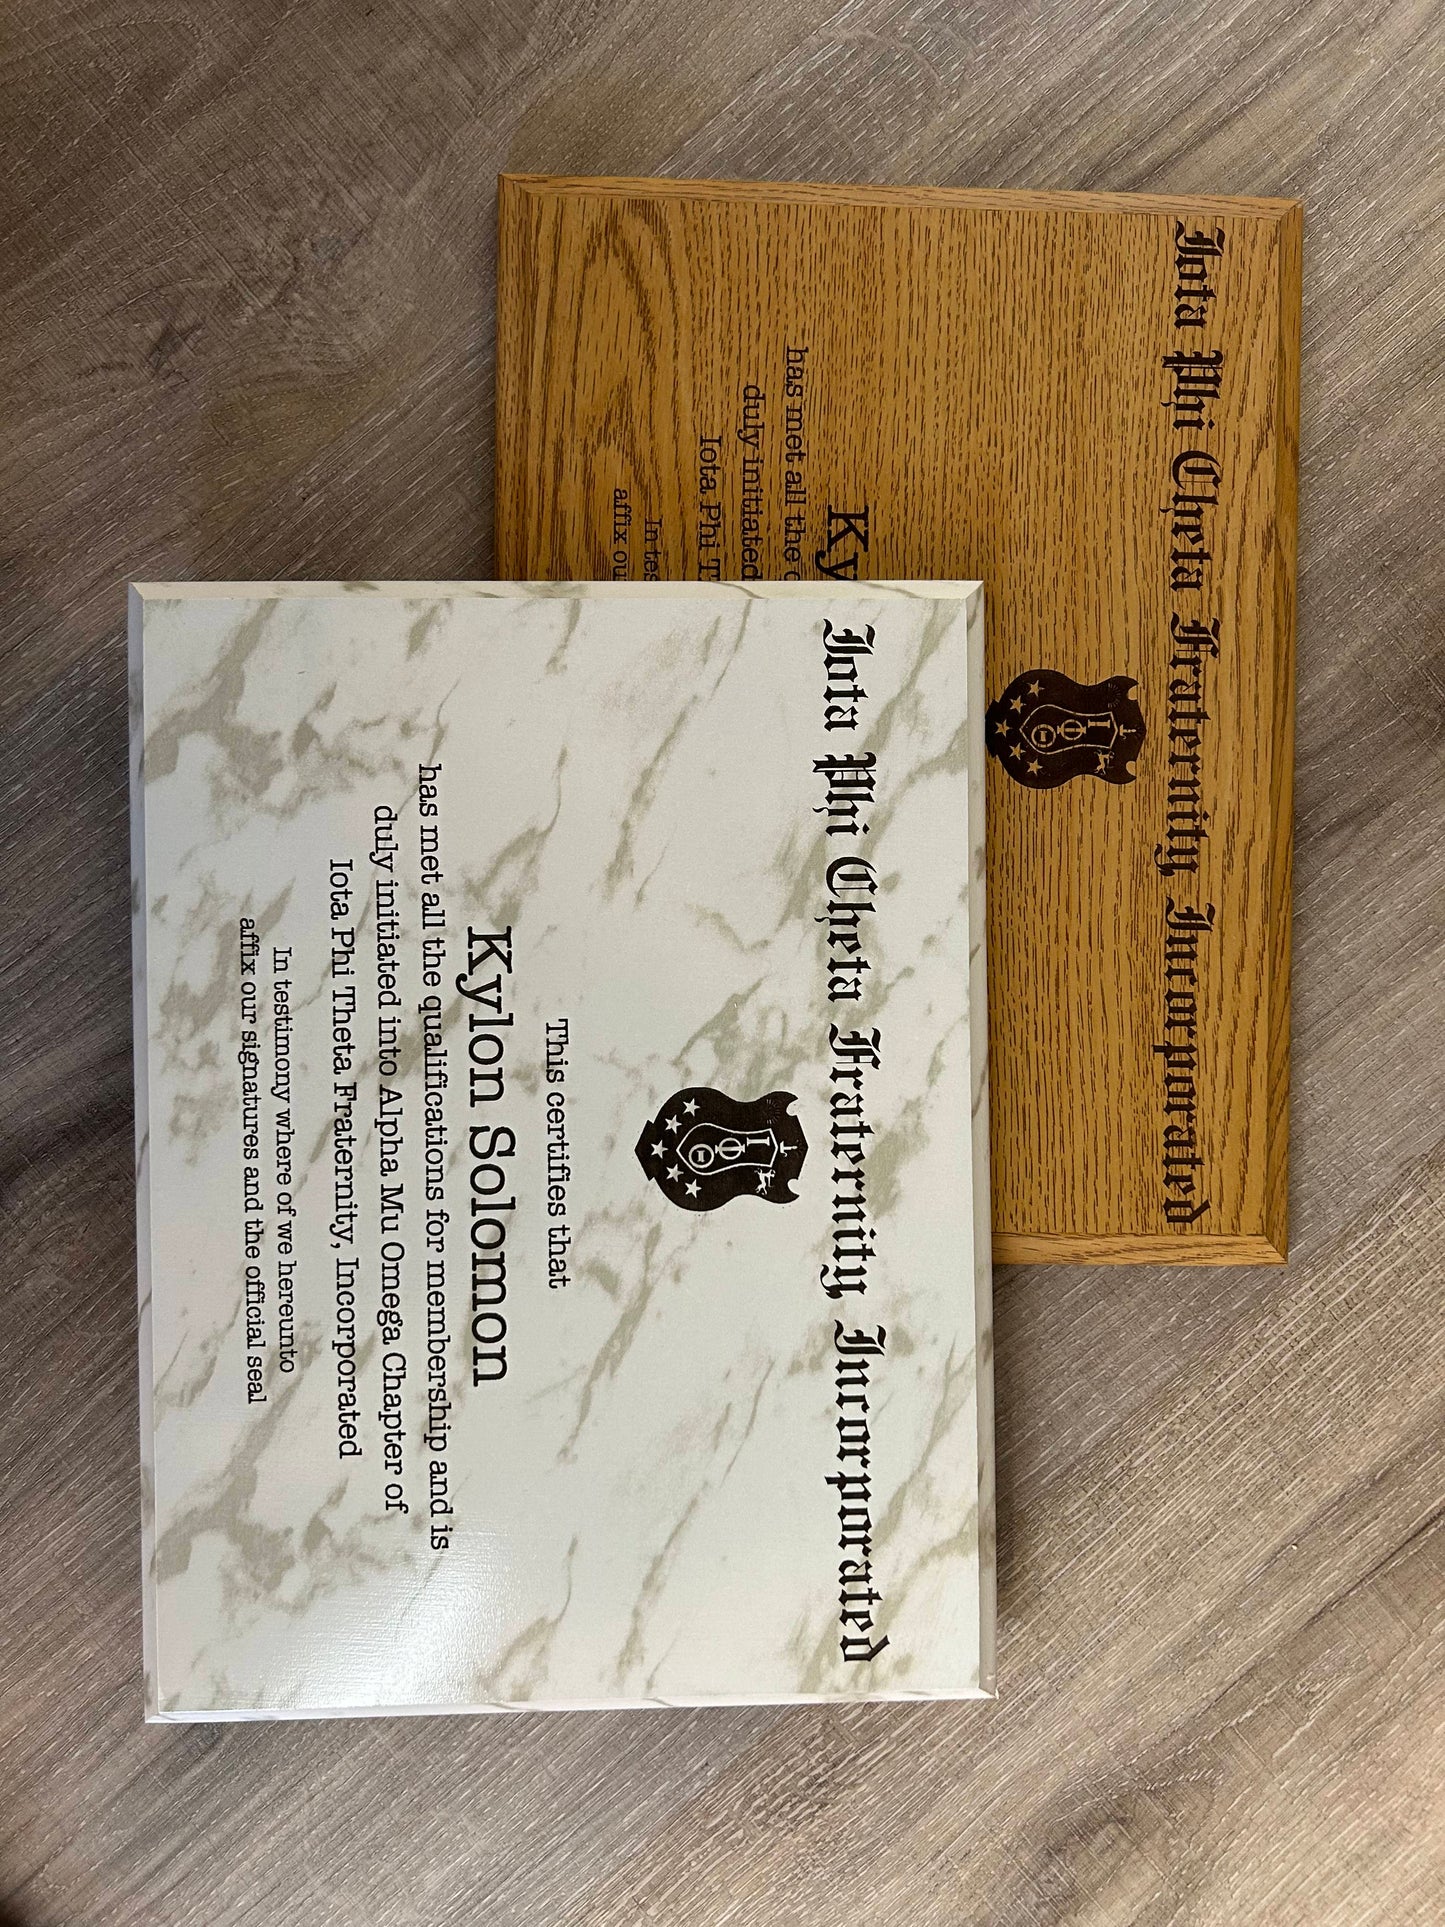 Iota Phi Theta Fraternity Incorporated
Ι
Φ
Θ
Ky
has met all the
duly initiated
Iota Phi T
In tes
affix ou
Iota Phi Theta Fraternity Incorporated
Ι
Φ
Θ
This certifies that
Kylon Solomon
has met all the qualifications for membership and is
duly initiated into Alpha Mu Omega Chapter of
Iota Phi Theta Fraternity, Incorporated
In testimony where of we hereunto
affix our signatures and the official seal